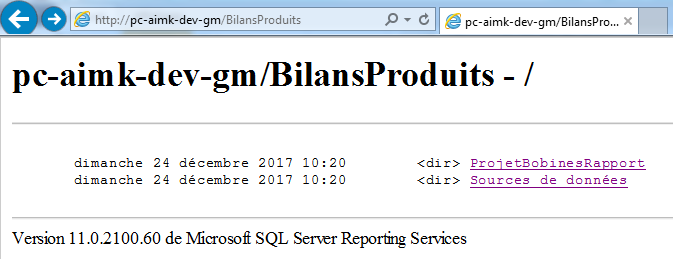 http://pc-aimk-dev-gm/BilansProduits
pc-aimk-dev-gm/BilansPro...
pc-aimk-dev-gm/BilansProduits - /
dimanche 24 décembre 2017 10:20 <dir> ProjetBobinesRapport
dimanche 24 décembre 2017 10:20 <dir> Sources de données
Version 11.0.2100.60 de Microsoft SQL Server Reporting Services